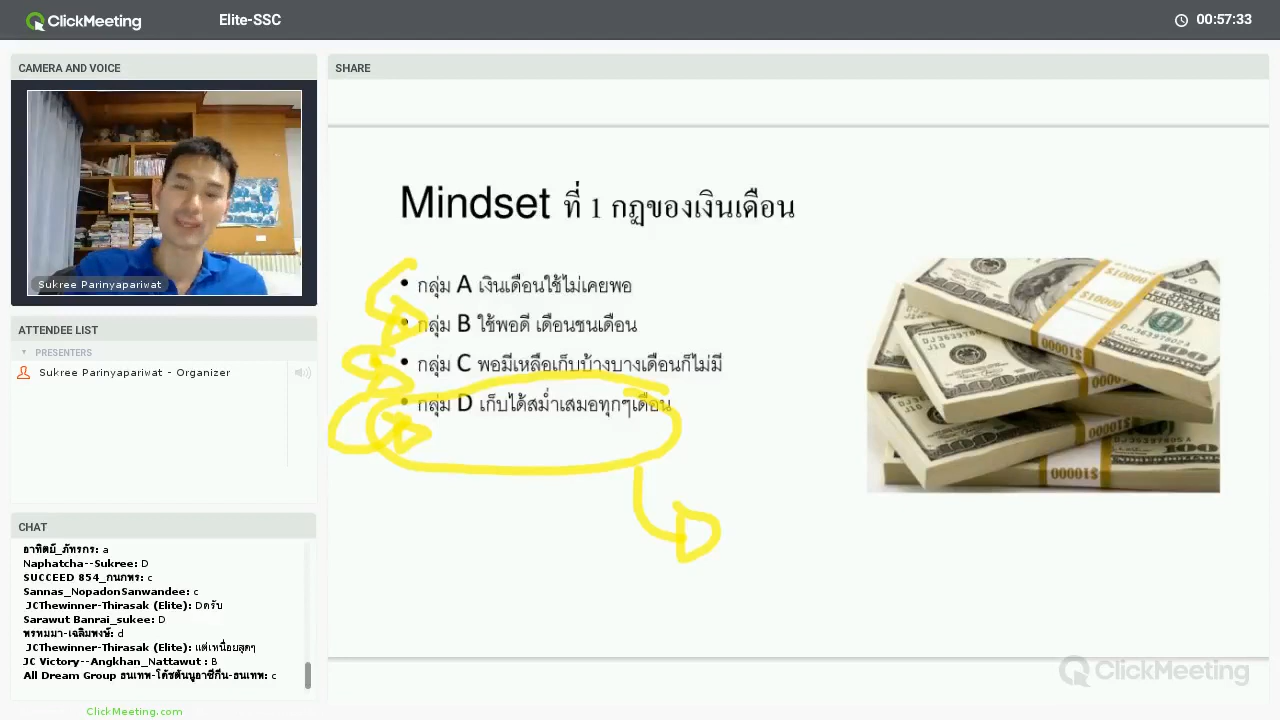 ClickMeeting
Elite-SSC
00:57:33
CAMERA AND VOICE
Sukree Parinyapariwat
ATTENDEE LIST
PRESENTERS
Sukree Parinyapariwat - Organizer
CHAT
อาทิตย์_ภัทรกร: a
Naphatcha--Sukree: D
SUCCEED 854_กนกพร: c
Sannas_NopadonSanwandee: c
JCThewinner-Thirasak (Elite): Dครับ
Sarawut Banrai_sukee: D
พรหมมา-เฉลิมพงษ์: d
JCThewinner-Thirasak (Elite): แต่เหนื่อยสุดๆ
JC Victory--Angkhan_Nattawut : B
All Dream Group ธนเทพ-โค้ชต้นนูอาชีกีน-ธนเทพ: c
ClickMeeting.com
SHARE
Mindset ที่ 1 กฏของเงินเดือน
• กลุ่ม A เงินเดือนใช้ไม่เคยพอ
• กลุ่ม B ใช้พอดี เดือนชนเดือน
• กลุ่ม C พอมีเหลือเก็บบ้างบางเดือนก็ไม่มี
• กลุ่ม D เก็บได้สม่ำเสมอทุกๆเดือน
$10000
$10000
10000
100
ClickMeeting